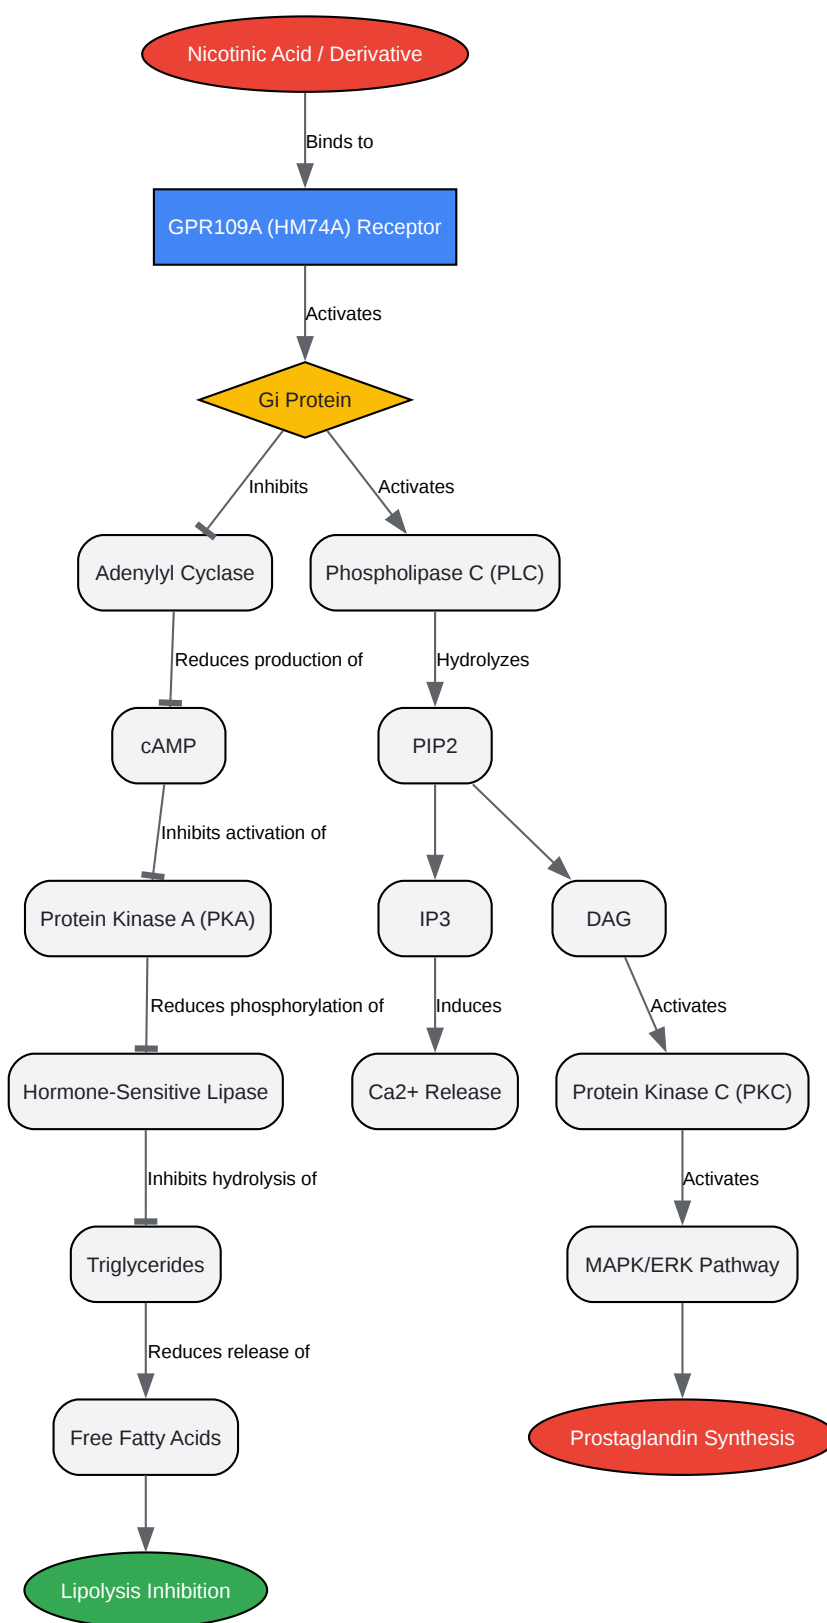 Nicotinic Acid / Derivative
Binds to
GPR109A (HM74A) Receptor
Activates
Gi Protein
Inhibits
Activates
Adenylyl Cyclase
Phospholipase C (PLC)
Reduces production of
Hydrolyzes
cAMP
PIP2
Inhibits activation of
Protein Kinase A (PKA)
IP3
DAG
Reduces phosphorylation of
Induces
Activates
Hormone-Sensitive Lipase
Ca2+ Release
Protein Kinase C (PKC)
Inhibits hydrolysis of
Activates
Triglycerides
MAPK/ERK Pathway
Reduces release of
Free Fatty Acids
Prostaglandin Synthesis
Lipolysis Inhibition